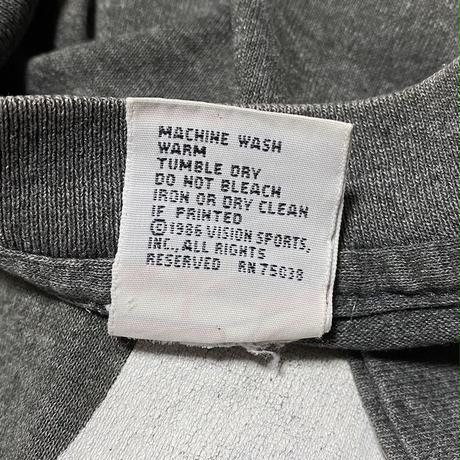 MACHINE WASH
WARM
TUMBLE DRY
DO NOT BLEACH
IRON OR DRY CLEAN
IF PRINTED
©1986 VISION SPORTS,
INC., ALL RIGHTS
RESERVED RN 75038